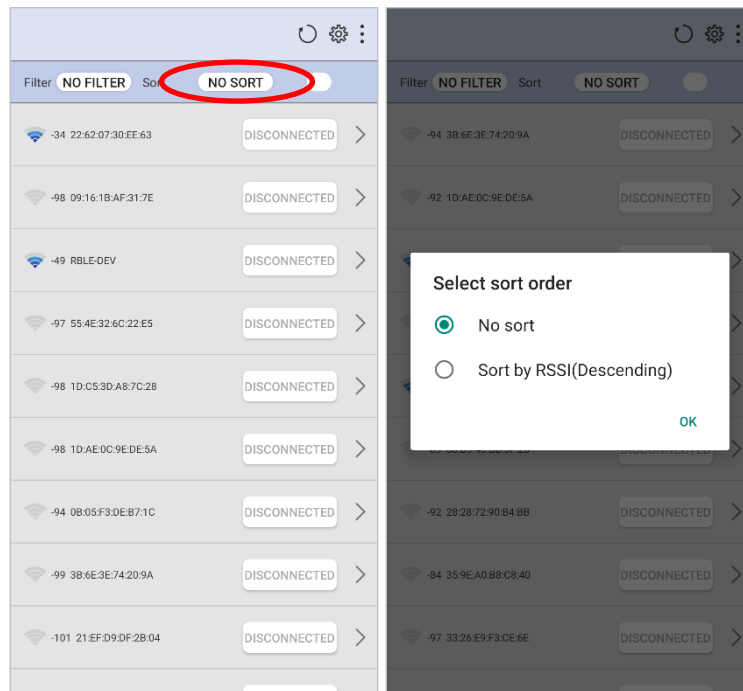 Filter NO FILTER Sor NO SORT
-34 22:62:07:30:EE:63 DISCONNECTED
-98 09:16:1B:AF:31:7E DISCONNECTED
-49 RBLE-DEV DISCONNECTED
-97 55:4E:32:6C:22:E5 DISCONNECTED
-98 1D:C5:3D:A8:7C:28 DISCONNECTED
-98 1D:AE:0C:9E:DE:5A DISCONNECTED
-94 0B:05:F3:DE:B7:1C DISCONNECTED
-99 3B:6E:3E:74:20:9A DISCONNECTED
-101 21:EF:D9:DF:2B:04 DISCONNECTED
Filter NO FILTER Sort NO SORT
-94 3B:6E:3E:74:20:9A DISCONNECTED
-92 1D:AE:0C:9E:DE:5A DISCONNECTED
Select sort order
No sort
Sort by RSSI(Descending)
OK
-92 28:28:72:90:B4:BB DISCONNECTED
-84 35:9E:A0:B8:C8:40 DISCONNECTED
-97 33:26:E9:F3:CE:6E DISCONNECTED